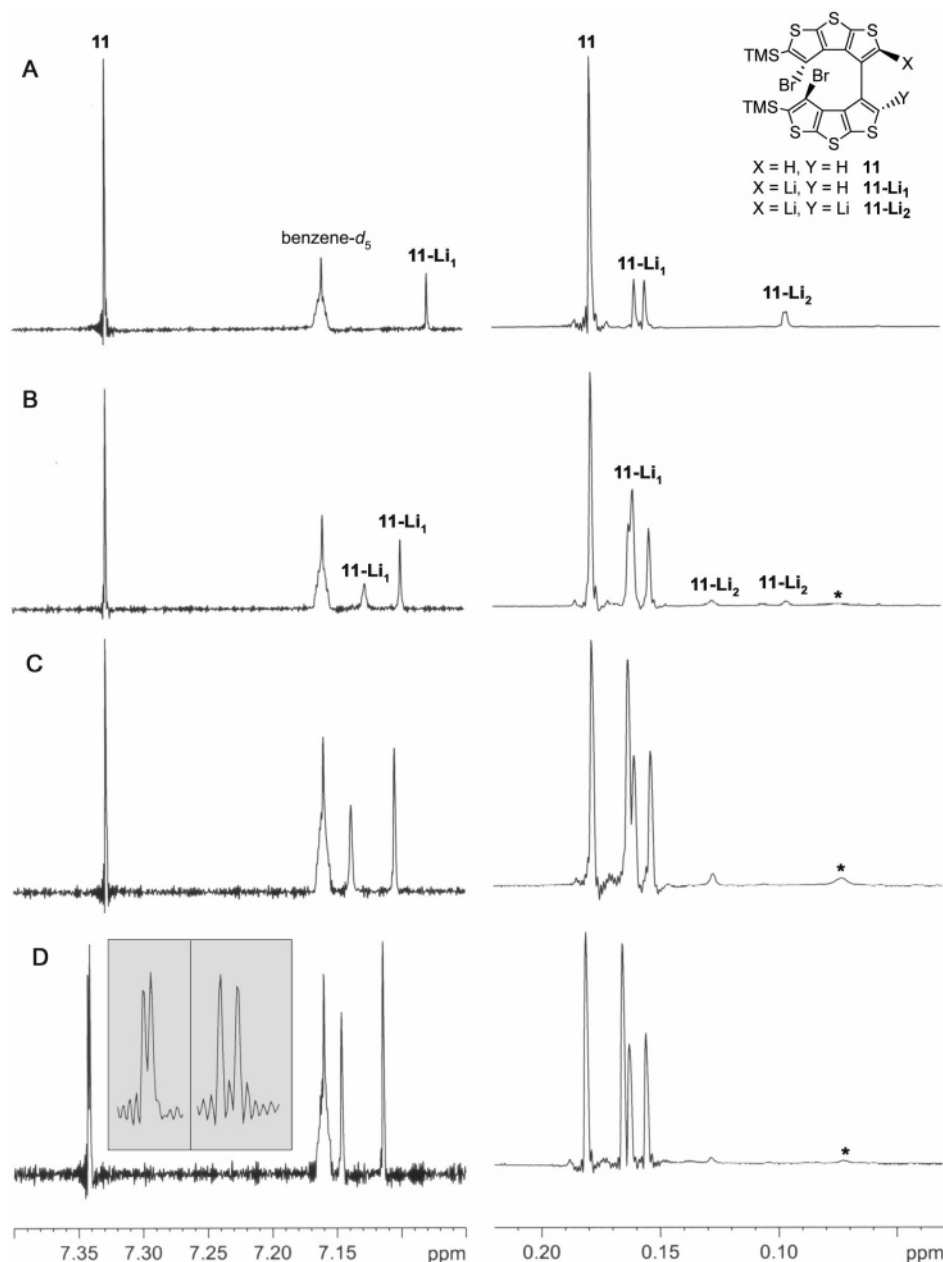 A
11
11
S S S
TMS
X
Br Br
TMS
Y
S S S
X = H, Y = H 11
X = Li, Y = H 11-Li₁
X = Li, Y = Li 11-Li₂
benzene-d₅
11-Li₁
11-Li₁
11-Li₂
B
11-Li₁
11-Li₁
11-Li₁
11-Li₂
11-Li₂
*
C
*
D
*
7.35 7.30 7.25 7.20 7.15 ppm
0.20 0.15 0.10 ppm